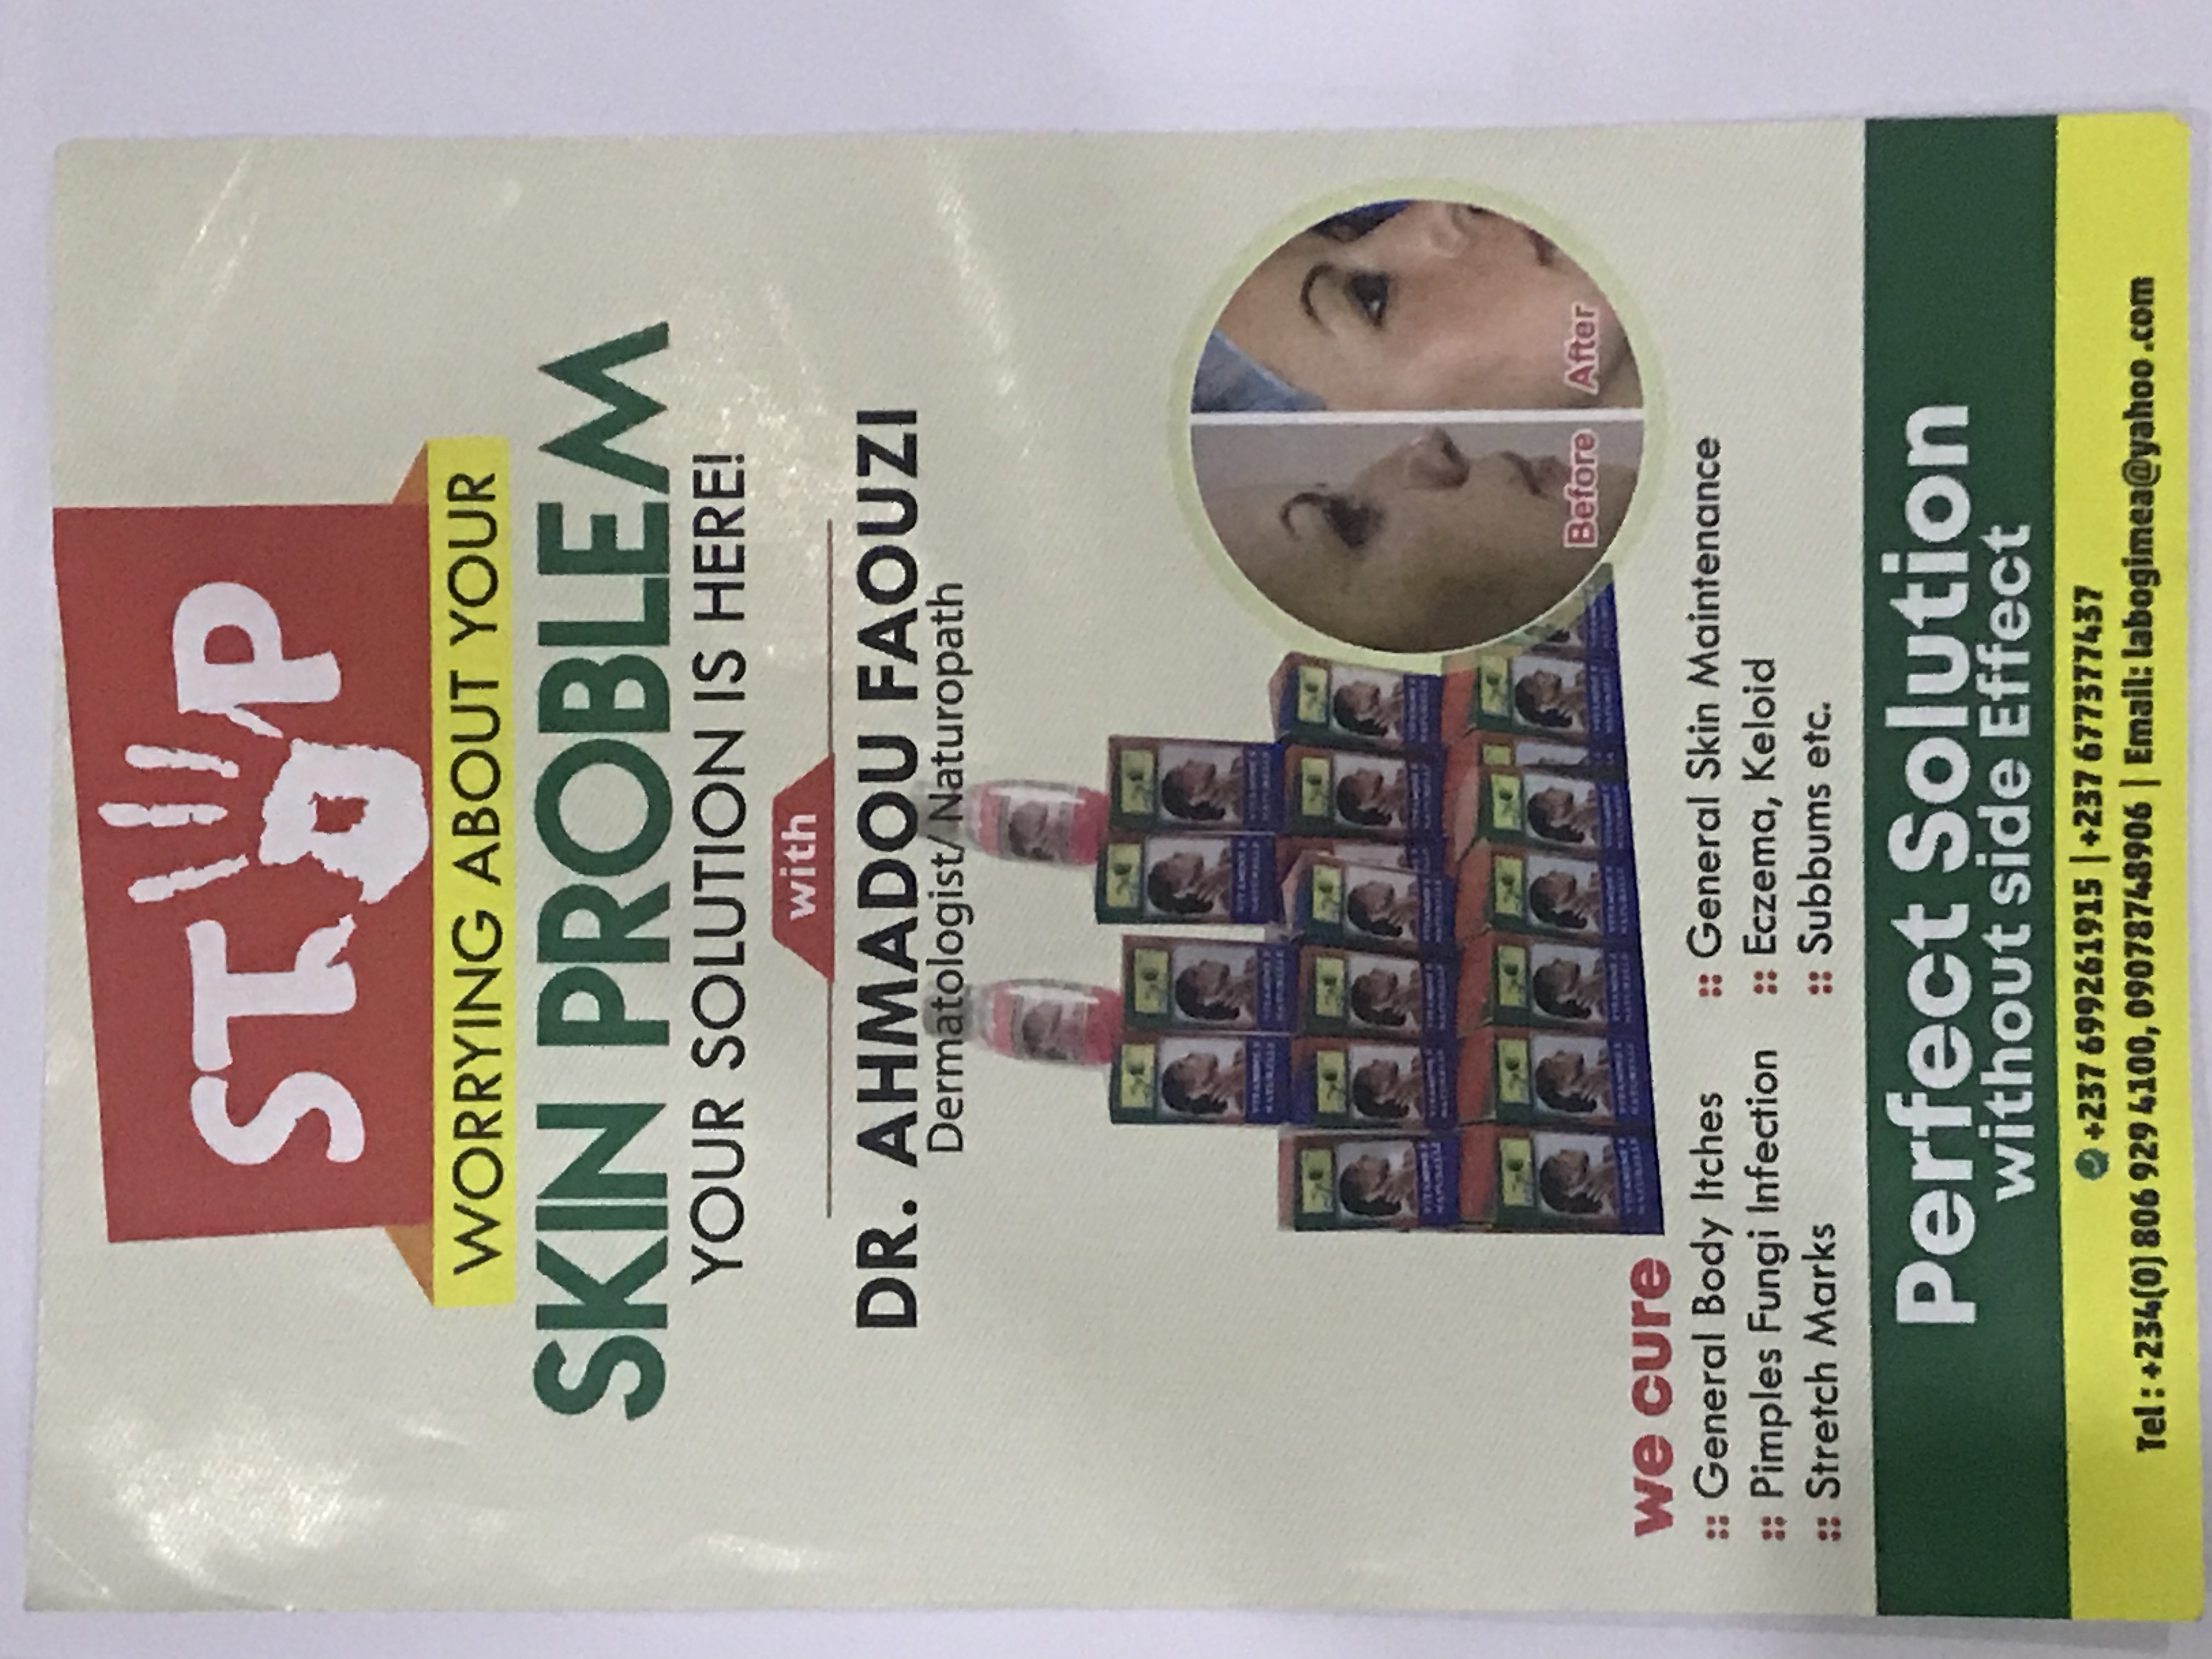 STOP
WORRYING ABOUT YOUR
SKIN PROBLEM
YOUR SOLUTION IS HERE!
with
DR. AHMADOU FAOUZI
Dermatologist/ Naturopath
VITAMINE E
NATURELLE
Before After
we cure
:: General Body Itches
:: Pimples Fungi Infection
:: Stretch Marks
:: General Skin Maintenance
:: Eczema, Keloid
:: Subbums etc.
Perfect Solution
without side Effect
+237 699261915 | +237 677377437
Tel : +234(0) 806 929 4100, 09078748906 | Email: labogimea@yahoo .com